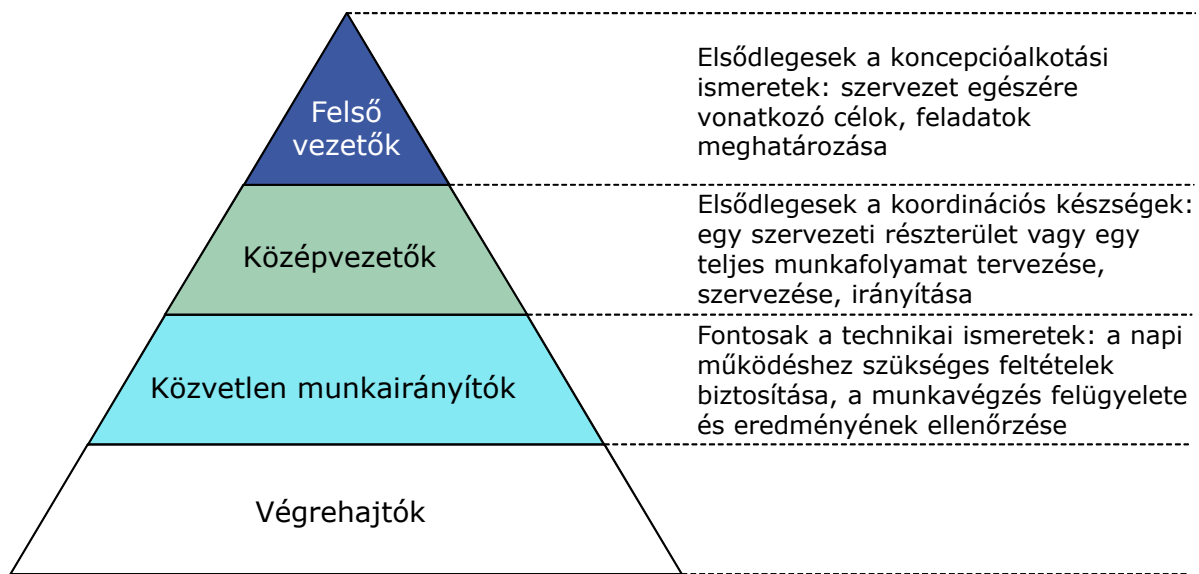 Felső
vezetők
Elsődlegesek a koncepcióalkotási
ismeretek: szervezet egészére
vonatkozó célok, feladatok
meghatározása
Középvezetők
Elsődlegesek a koordinációs készségek:
egy szervezeti részterület vagy egy
teljes munkafolyamat tervezése,
szervezése, irányítása
Közvetlen munkairányítók
Fontosak a technikai ismeretek: a napi
működéshez szükséges feltételek
biztosítása, a munkavégzés felügyelete
és eredményének ellenőrzése
Végrehajtók